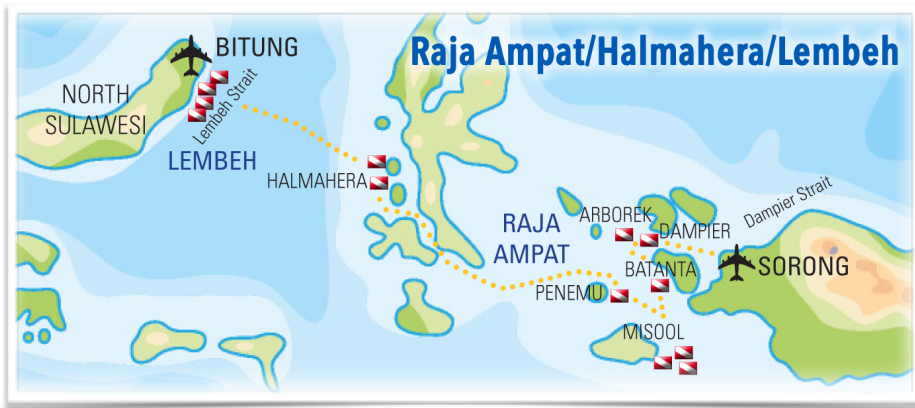 Raja Ampat/Halmahera/Lembeh
BITUNG
NORTH
SULAWESI
Lembeh Strait
LEMBEH
HALMAHERA
RAJA
AMPAT
ARBOREK
DAMPIER
Dampier Strait
BATANTA
SORONG
PENEMU
MISOOL